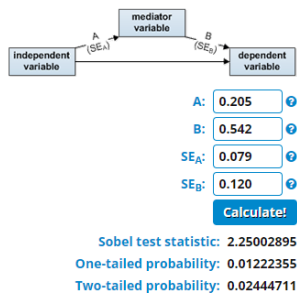 mediator
variable
A
(SEA)
B
(SEB)
independent
variable
dependent
variable
A: 0.205 ?
B: 0.542 ?
SEA: 0.079 ?
SEB: 0.120 ?
Calculate!
Sobel test statistic: 2.25002895
One-tailed probability: 0.01222355
Two-tailed probability: 0.02444711